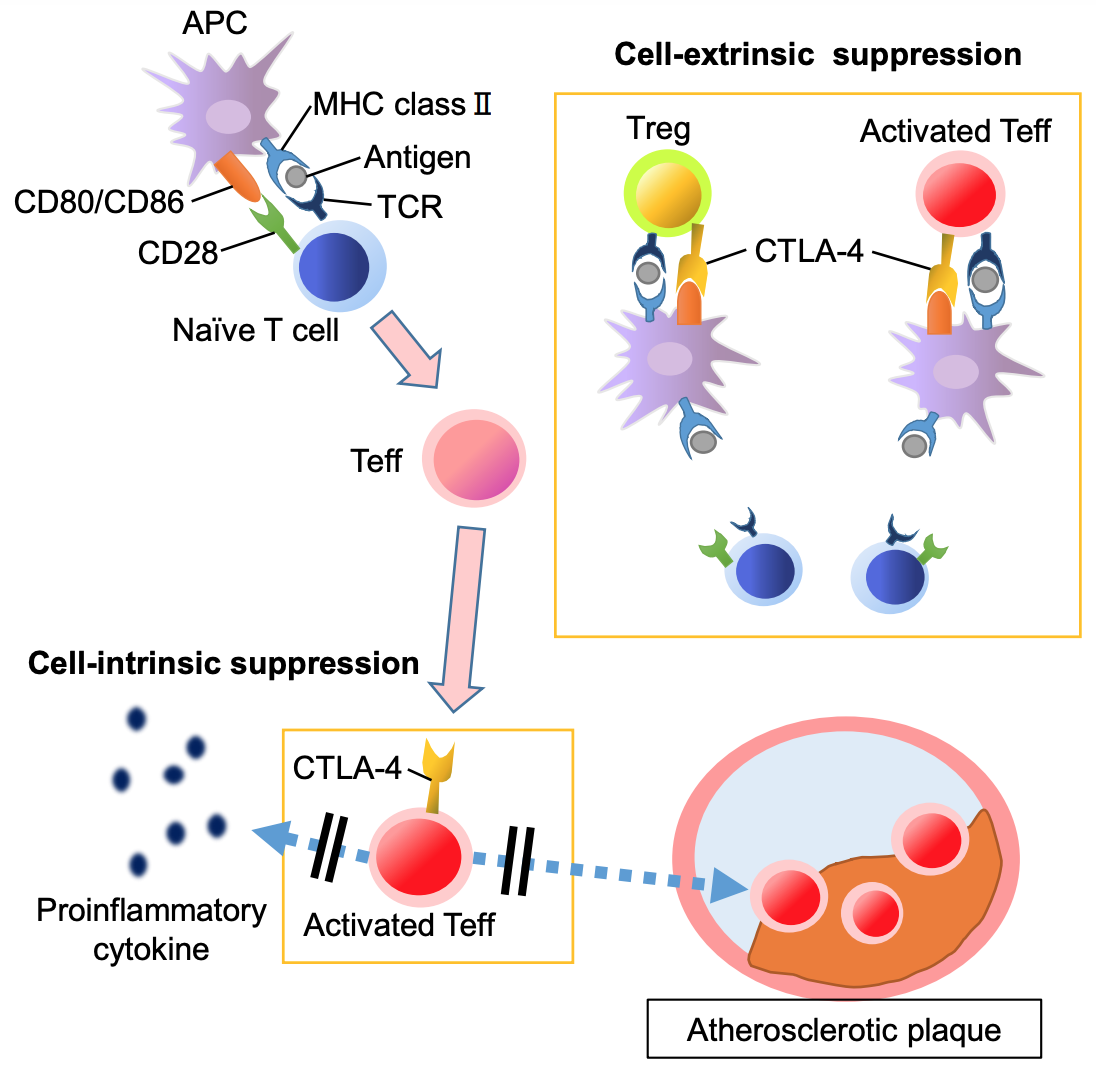 APC
MHC class Ⅱ
Antigen
CD80/CD86
TCR
CD28
Naïve T cell
Teff
Cell-extrinsic suppression
Treg
Activated Teff
CTLA-4
Cell-intrinsic suppression
CTLA-4
Activated Teff
Proinflammatory
cytokine
Atherosclerotic plaque